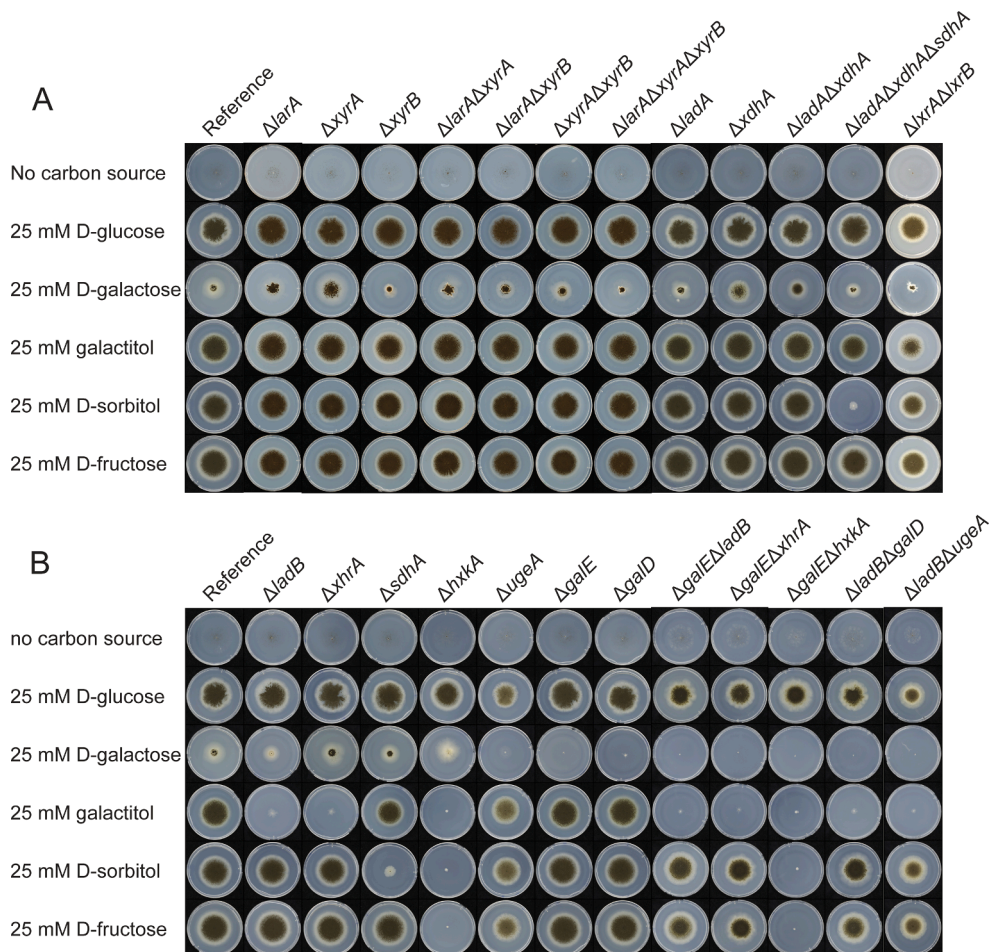 A
Reference
ΔlarA
ΔxyrA
ΔxyrB
ΔlarAΔxyrA
ΔlarAΔxyrB
ΔxyrAΔxyrB
ΔlarAΔxyrAΔxyrB
ΔladA
ΔxdhA
ΔladAΔxdhA
ΔladAΔxdhAΔsdhA
ΔlxrAΔlxrB
No carbon source
25 mM D-glucose
25 mM D-galactose
25 mM galactitol
25 mM D-sorbitol
25 mM D-fructose
B
Reference
ΔladB
ΔxhrA
ΔsdhA
ΔhxkA
ΔugeA
ΔgalE
ΔgalD
ΔgalEΔladB
ΔgalEΔxhrA
ΔgalEΔhxkA
ΔladBΔgalD
ΔladBΔugeA
no carbon source
25 mM D-glucose
25 mM D-galactose
25 mM galactitol
25 mM D-sorbitol
25 mM D-fructose